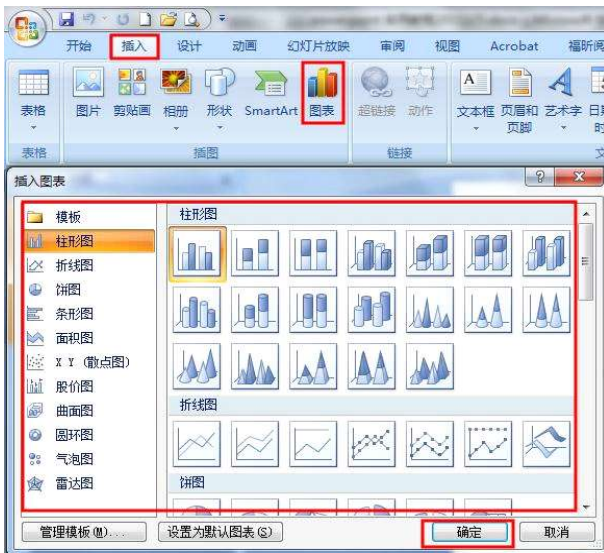 开始 插入 设计 动画 幻灯片放映 审阅 视图 Acrobat 福昕阅
表格 图片 剪贴画 相册 形状 SmartArt 图表 超链接 动作 文本框 页眉和页脚 艺术字 日
时
表格 插图 链接 文
插入图表
模板
柱形图
折线图
饼图
条形图
面积图
X Y (散点图)
股价图
曲面图
圆环图
气泡图
雷达图
柱形图
折线图
饼图
管理模板(M)... 设置为默认图表(S) 确定 取消